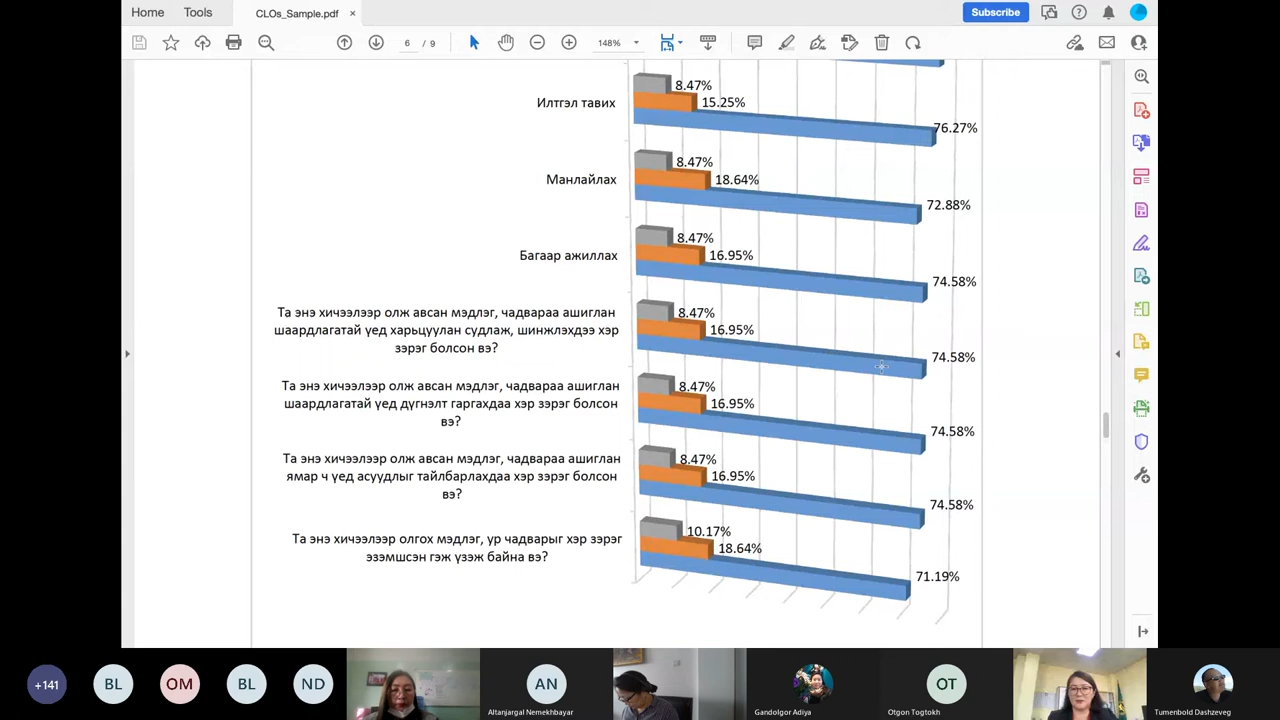 Home
Tools
CLOs_Sample.pdf
×
Subscribe
6 / 9
148%
Илтгэл тавих
8.47%
15.25%
76.27%
Манлайлах
8.47%
18.64%
72.88%
Багаар ажиллах
8.47%
16.95%
74.58%
Та энэ хичээлээр олж авсан мэдлэг, чадвараа ашиглан
шаардлагатай үед харьцуулан судлаж, шинжлэхдээ хэр
зэрэг болсон вэ?
8.47%
16.95%
74.58%
Та энэ хичээлээр олж авсан мэдлэг, чадвараа ашиглан
шаардлагатай үед дүгнэлт гаргахдаа хэр зэрэг болсон
вэ?
8.47%
16.95%
74.58%
Та энэ хичээлээр олж авсан мэдлэг, чадвараа ашиглан
ямар ч үед асуудлыг тайлбарлахдаа хэр зэрэг болсон
вэ?
8.47%
16.95%
74.58%
Та энэ хичээлээр олгох мэдлэг, ур чадварыг хэр зэрэг
эзэмшсэн гэж үзэж байна вэ?
10.17%
18.64%
71.19%
+141
BL
OM
BL
ND
AN
Altanjargal Nemekhbayar
Gandolgor Adiya
OT
Otgon Togtokh
Tumenbold Dashzeveg